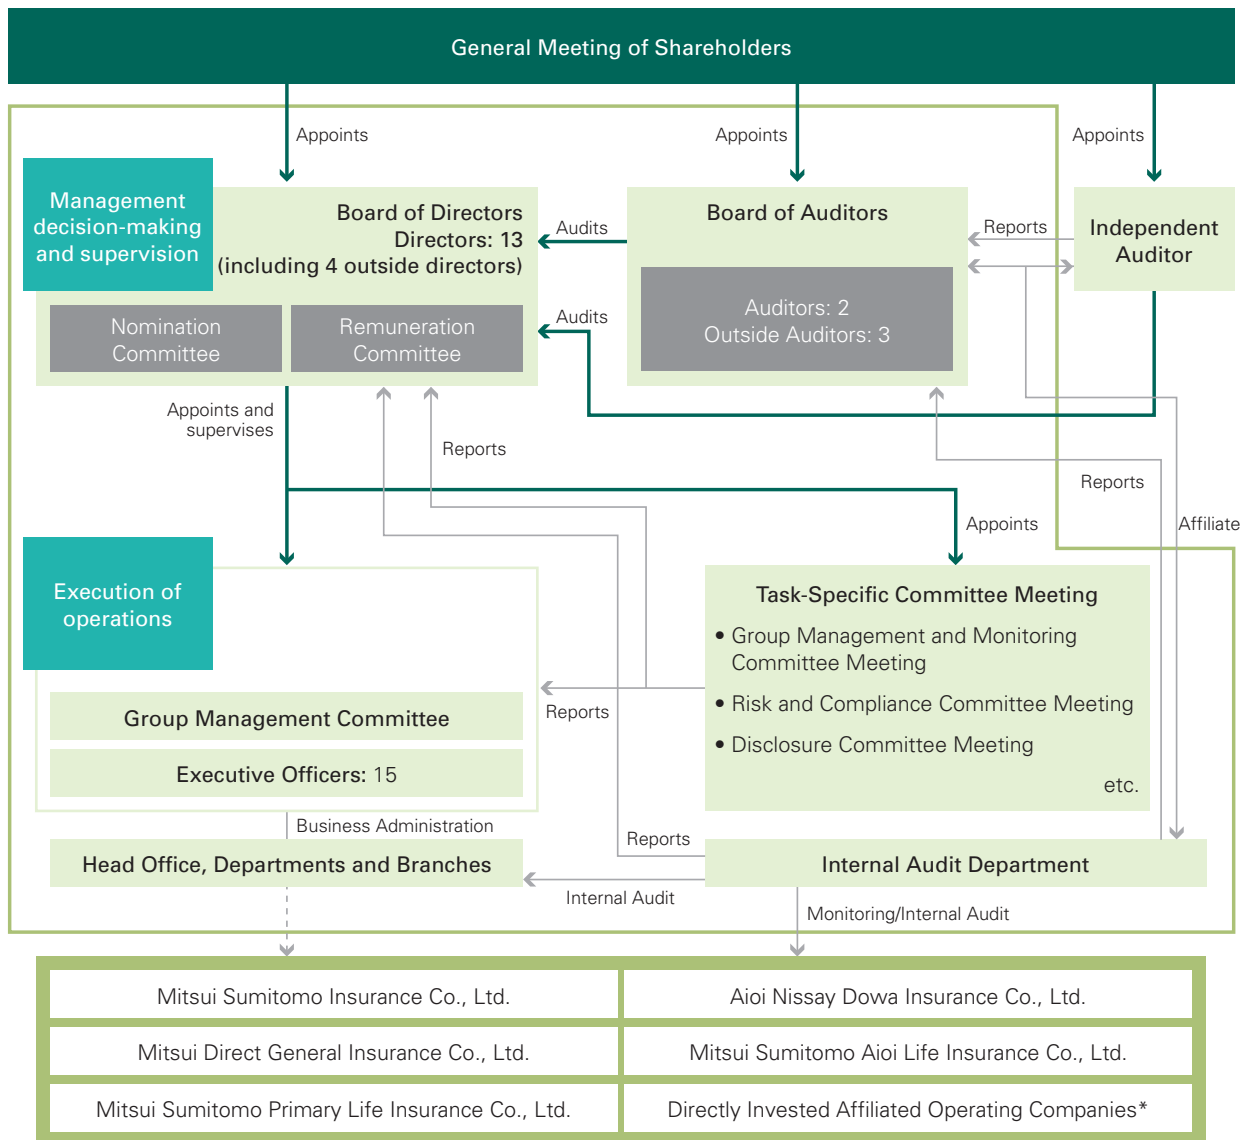 General Meeting of Shareholders
Appoints
Appoints
Appoints
Management
decision-making
and supervision
Board of Directors
Directors: 13
(including 4 outside directors)
Nomination
Committee
Remuneration
Committee
Audits
Audits
Board of Auditors
Auditors: 2
Outside Auditors: 3
Reports
Independent
Auditor
Appoints and
supervises
Reports
Reports
Appoints
Affiliate
Execution of
operations
Group Management Committee
Executive Officers: 15
Reports
Task-Specific Committee Meeting
• Group Management and Monitoring
Committee Meeting
• Risk and Compliance Committee Meeting
• Disclosure Committee Meeting
etc.
Business Administration
Reports
Head Office, Departments and Branches
Internal Audit Department
Internal Audit
Monitoring/Internal Audit
Mitsui Sumitomo Insurance Co., Ltd.
Aioi Nissay Dowa Insurance Co., Ltd.
Mitsui Direct General Insurance Co., Ltd.
Mitsui Sumitomo Aioi Life Insurance Co., Ltd.
Mitsui Sumitomo Primary Life Insurance Co., Ltd.
Directly Invested Affiliated Operating Companies*